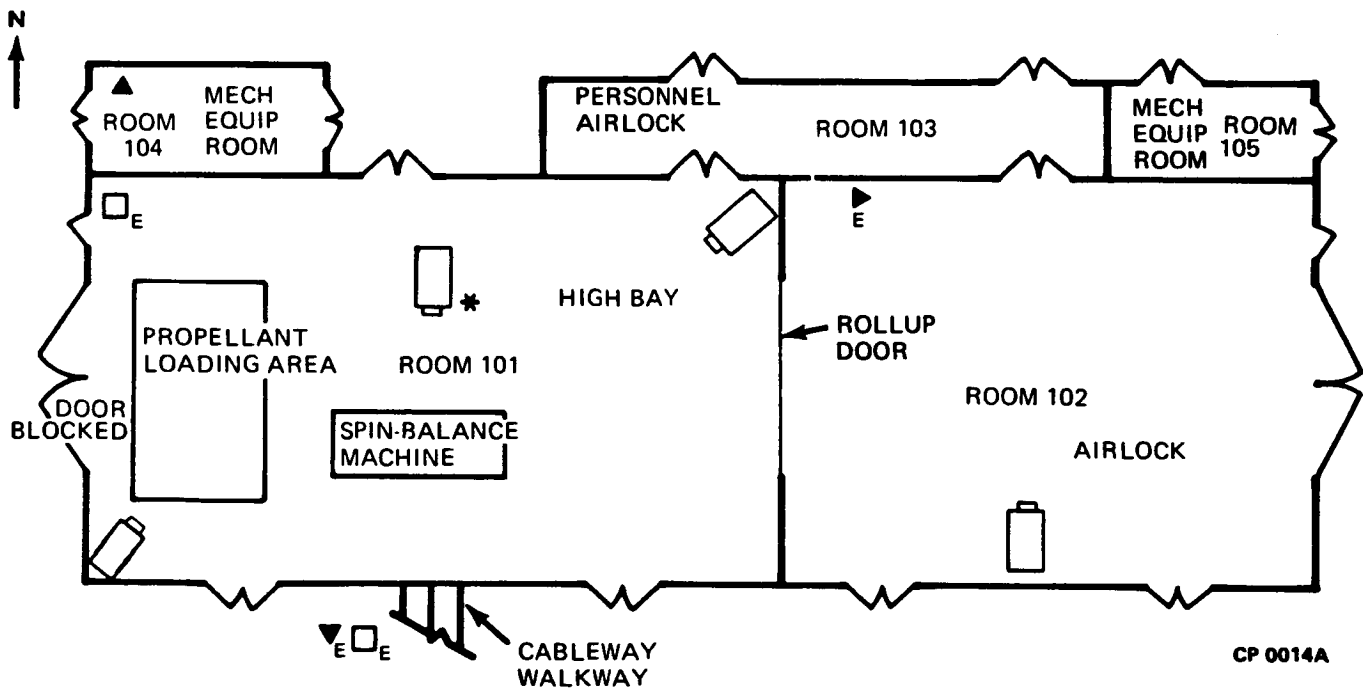 N
MECH
EQUIP
ROOM
ROOM
104
PERSONNEL
AIRLOCK
ROOM 103
MECH
EQUIP
ROOM
ROOM
105
E
E
HIGH BAY
*
PROPELLANT
LOADING AREA
ROOM 101
ROLLUP
DOOR
ROOM 102
DOOR
BLOCKED
SPIN-BALANCE
MACHINE
AIRLOCK
E
E
CABLEWAY
WALKWAY
CP 0014A